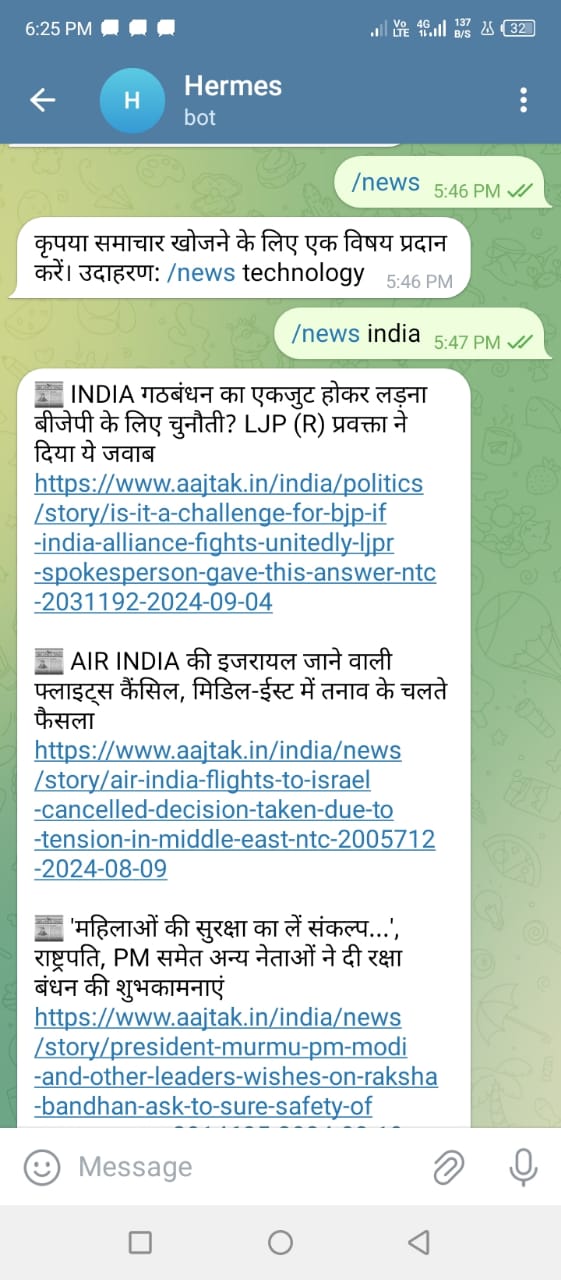 6:25 PM
Vo LTE 4G 137 B/S 32
H
Hermes
bot
/news 5:46 PM
कृपया समाचार खोजने के लिए एक विषय प्रदान
करें। उदाहरण: /news technology 5:46 PM
/news india 5:47 PM
INDIA गठबंधन का एकजुट होकर लड़ना
बीजेपी के लिए चुनौती? LJP (R) प्रवक्ता ने
दिया ये जवाब
https://www.aajtak.in/india/politics
/story/is-it-a-challenge-for-bjp-if
-india-alliance-fights-unitedly-ljpr
-spokesperson-gave-this-answer-ntc
-2031192-2024-09-04
AIR INDIA की इजरायल जाने वाली
फ्लाइट्स कैंसिल, मिडिल-ईस्ट में तनाव के चलते
फैसला
https://www.aajtak.in/india/news
/story/air-india-flights-to-israel
-cancelled-decision-taken-due-to
-tension-in-middle-east-ntc-2005712
-2024-08-09
'महिलाओं की सुरक्षा का लें संकल्प...',
राष्ट्रपति, PM समेत अन्य नेताओं ने दी रक्षा
बंधन की शुभकामनाएं
https://www.aajtak.in/india/news
/story/president-murmu-pm-modi
-and-other-leaders-wishes-on-raksha
-bandhan-ask-to-sure-safety-of
Message